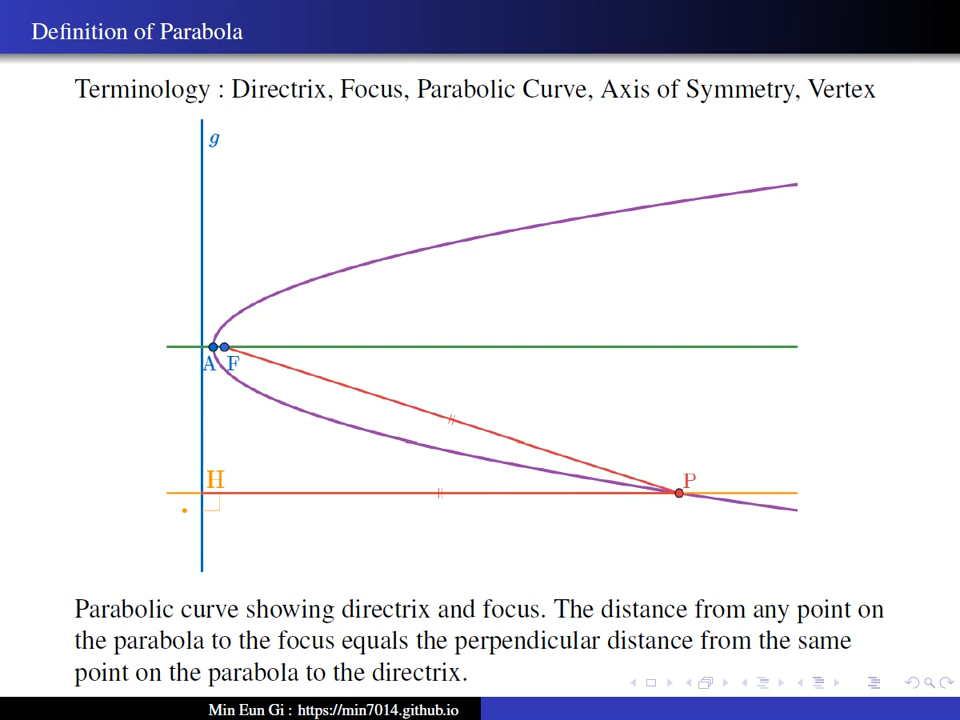 Definition of Parabola
Terminology : Directrix, Focus, Parabolic Curve, Axis of Symmetry, Vertex
g
A F
H
P
Parabolic curve showing directrix and focus. The distance from any point on
the parabola to the focus equals the perpendicular distance from the same
point on the parabola to the directrix.
Min Eun Gi : https://min7014.github.io